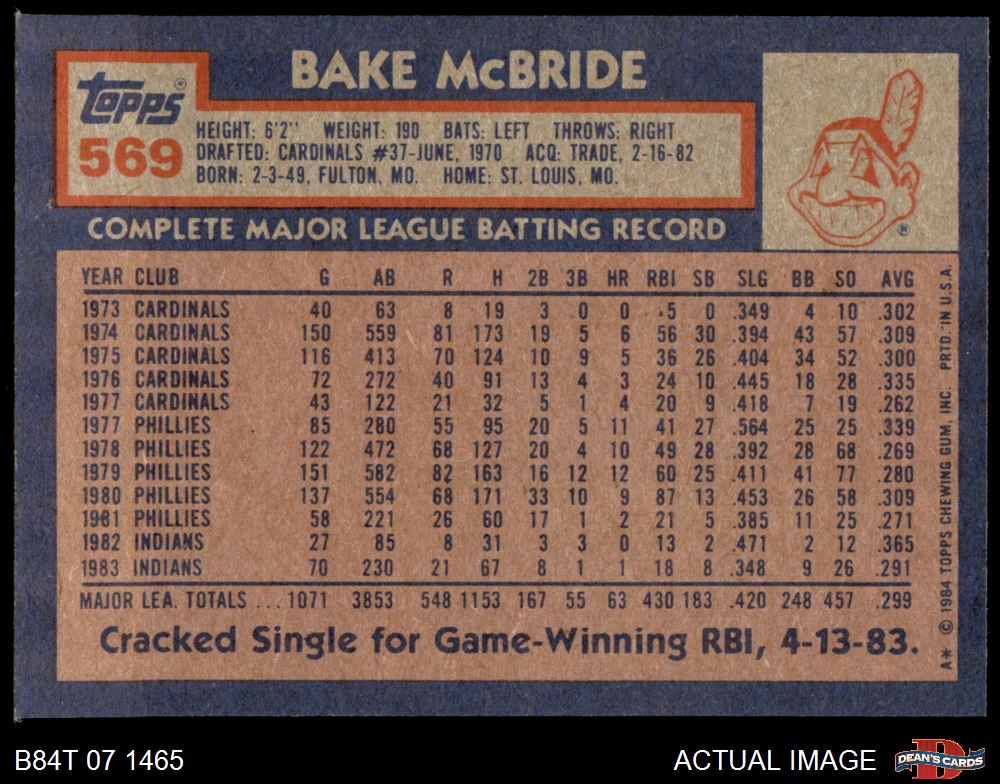 BAKE McBRIDE
Topps®
569
HEIGHT: 6'2'' WEIGHT: 190 BATS: LEFT THROWS: RIGHT
DRAFTED: CARDINALS #37-JUNE, 1970 ACQ: TRADE, 2-16-82
BORN: 2-3-49, FULTON, MO. HOME: ST. LOUIS, MO.
®
COMPLETE MAJOR LEAGUE BATTING RECORD
YEAR CLUB G AB R H 2B 3B HR RBI SB SLG BB SO AVG
1973 CARDINALS 40 63 8 19 3 0 0 5 0 .349 4 10 .302
1974 CARDINALS 150 559 81 173 19 5 6 56 30 .394 43 57 .309
1975 CARDINALS 116 413 70 124 10 9 5 36 26 .404 34 52 .300
1976 CARDINALS 72 272 40 91 13 4 3 24 10 .445 18 28 .335
1977 CARDINALS 43 122 21 32 5 1 4 20 9 .418 7 19 .262
1977 PHILLIES 85 280 55 95 20 5 11 41 27 .564 25 25 .339
1978 PHILLIES 122 472 68 127 20 4 10 49 28 .392 28 68 .269
1979 PHILLIES 151 582 82 163 16 12 12 60 25 .411 41 77 .280
1980 PHILLIES 137 554 68 171 33 10 9 87 13 .453 26 58 .309
1981 PHILLIES 58 221 26 60 17 1 2 21 5 .385 11 25 .271
1982 INDIANS 27 85 8 31 3 3 0 13 2 .471 2 12 .365
1983 INDIANS 70 230 21 67 8 1 1 18 8 .348 9 26 .291
MAJOR LEA. TOTALS ... 1071 3853 548 1153 167 55 63 430 183 .420 248 457 .299
Cracked Single for Game-Winning RBI, 4-13-83.
A* © 1984 TOPPS CHEWING GUM, INC. PRTD. IN U.S.A.
B84T 07 1465
ACTUAL IMAGE
DEAN'S CARDS